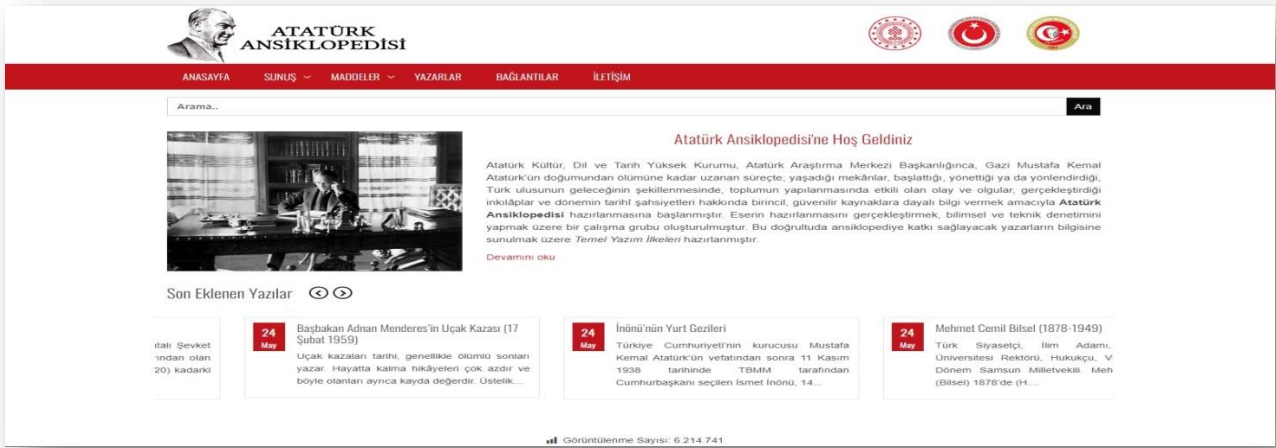 ATATÜRK
ANSİKLOPEDİSİ
ANASAYFA SUNUŞ MADDELER YAZARLAR BAĞLANTILAR İLETİŞİM
Arama.. Ara
Atatürk Ansiklopedisi'ne Hoş Geldiniz
Atatürk Kültür, Dil ve Tarih Yüksek Kurumu, Atatürk Araştırma Merkezi Başkanlığınca, Gazi Mustafa Kemal
Atatürk'ün doğumundan ölümüne kadar uzanan süreçte; yaşadığı mekânlar, başlattığı, yönettiği ya da yönlendirdiği,
Türk ulusunun geleceğinin şekillenmesinde, toplumun yapılanmasında etkili olan olay ve olgular, gerçekleştirdiği
inkılâplar ve dönemin tarihî şahsiyetleri hakkında birincil, güvenilir kaynaklara dayalı bilgi vermek amacıyla Atatürk
Ansiklopedisi hazırlanmasına başlanmıştır. Eserin hazırlanmasını gerçekleştirmek, bilimsel ve teknik denetimini
yapmak üzere bir çalışma grubu oluşturulmuştur. Bu doğrultuda ansiklopediye katkı sağlayacak yazarların bilgisine
sunulmak üzere Temel Yazım İlkeleri hazırlanmıştır.
Devamını oku
Son Eklenen Yazılar
ıtalı Şevket
ından olan
20) kadarki
24
May
Başbakan Adnan Menderes'in Uçak Kazası (17
Şubat 1959)
Uçak kazaları tarihi, genellikle ölümlü sonları
yazar. Hayatta kalma hikâyeleri çok azdır ve
böyle olanları ayrıca kayda değerdir. Üstelik...
24
May
İnönü'nün Yurt Gezileri
Türkiye Cumhuriyeti'nin kurucusu Mustafa
Kemal Atatürk'ün vefatından sonra 11 Kasım
1938 tarihinde TBMM tarafından
Cumhurbaşkanı seçilen İsmet İnönü, 14...
24
May
Mehmet Cemil Bilsel (1878-1949)
Türk Siyasetçi, İlim Adamı,
Üniversitesi Rektörü, Hukukçu, V
Dönem Samsun Milletvekili. Meh
(Bilsel) 1878'de (H....
Görüntülenme Sayısı: 6.214.741